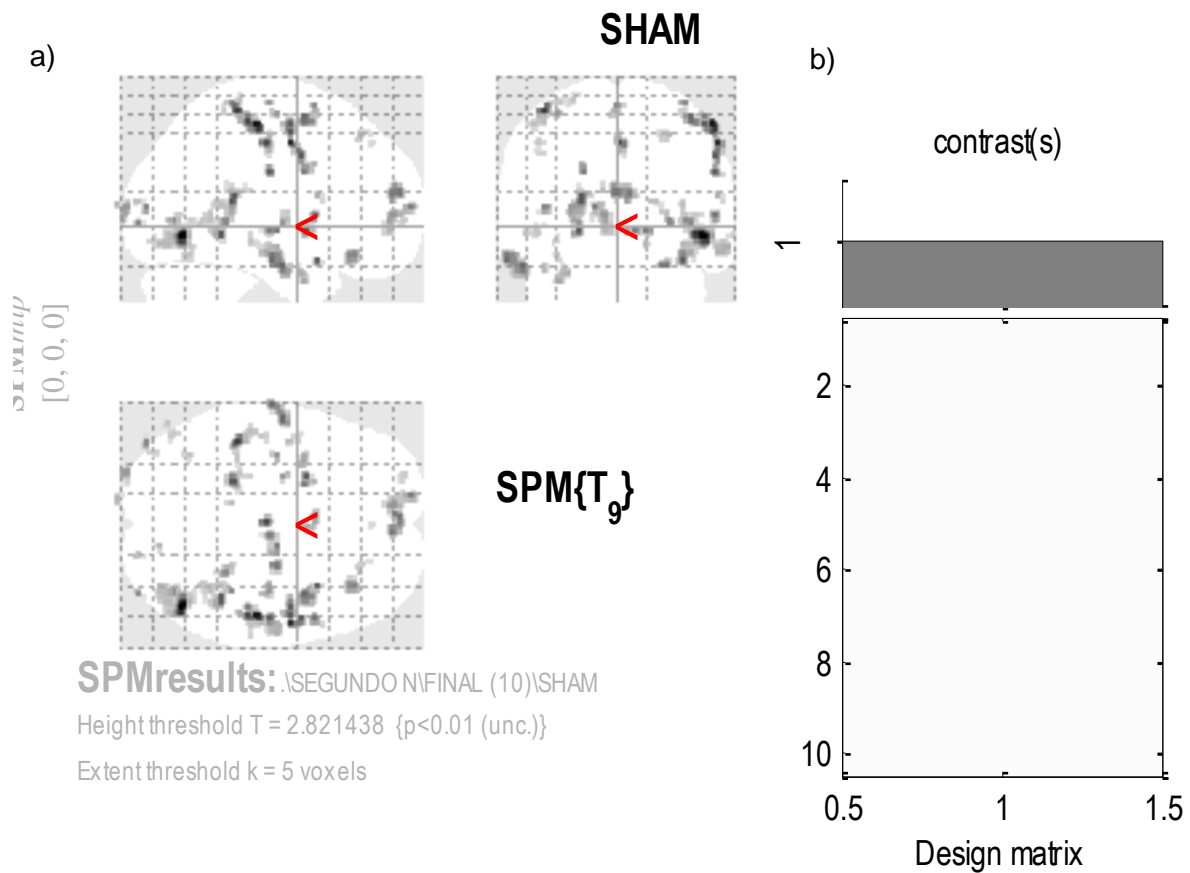 SHAM
a)
b)
contrast(s)
1
[0, 0, 0]
<
<
<
SPM{T9}
SPMresults: .\SEGUNDO N\FINAL (10)\SHAM
Height threshold T = 2.821438 {p<0.01 (unc.)}
Extent threshold k = 5 voxels
2
4
6
8
10
0.5 1 1.5
Design matrix